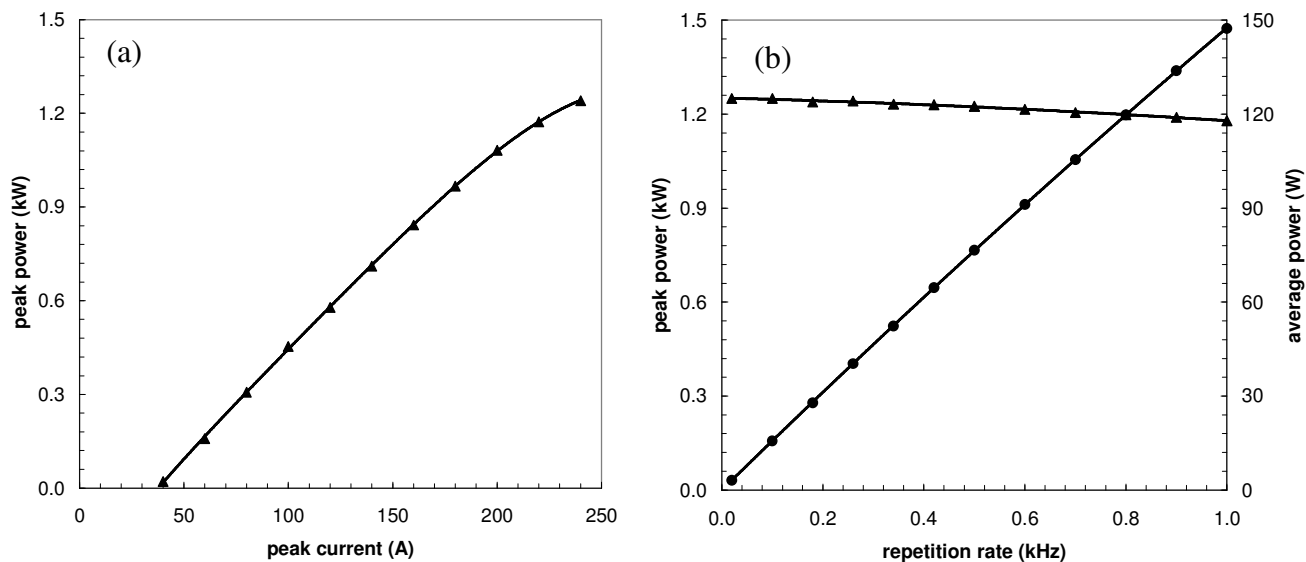 (a)
1.5
1.2
0.9
0.6
0.3
0.0
peak power (kW)
0 50 100 150 200 250
peak current (A)
(b)
1.5
1.2
0.9
0.6
0.3
0.0
peak power (kW)
150
120
90
60
30
0
average power (W)
0.0 0.2 0.4 0.6 0.8 1.0
repetition rate (kHz)